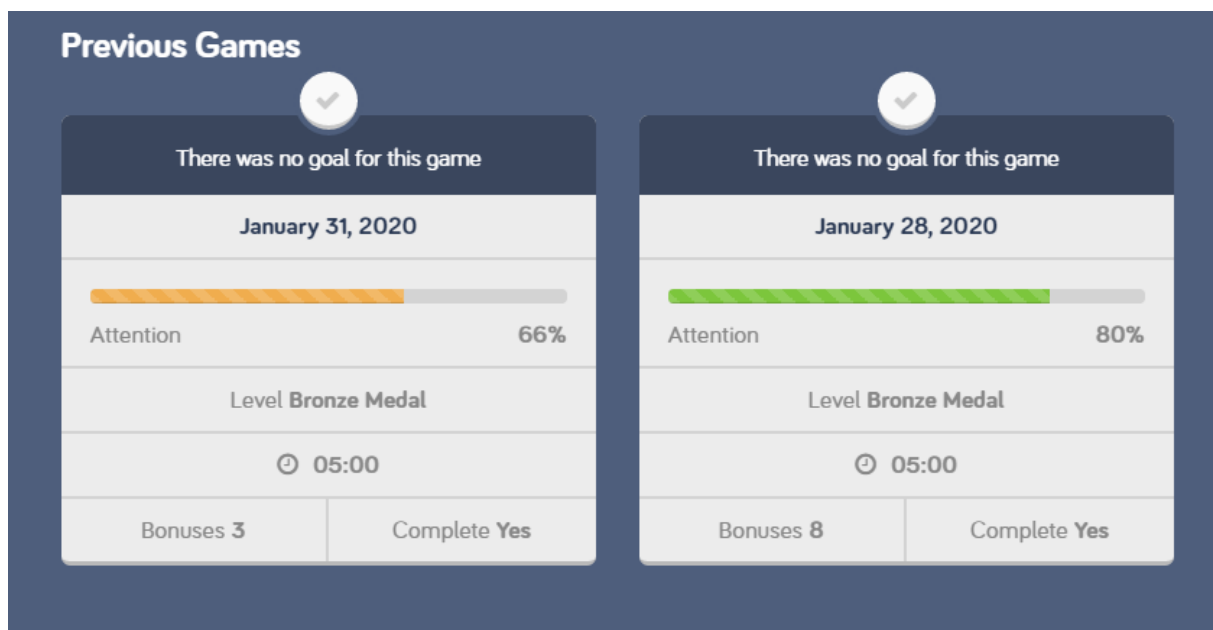 Previous Games
There was no goal for this game
January 31, 2020
Attention 66%
Level Bronze Medal
05:00
Bonuses 3 Complete Yes
There was no goal for this game
January 28, 2020
Attention 80%
Level Bronze Medal
05:00
Bonuses 8 Complete Yes